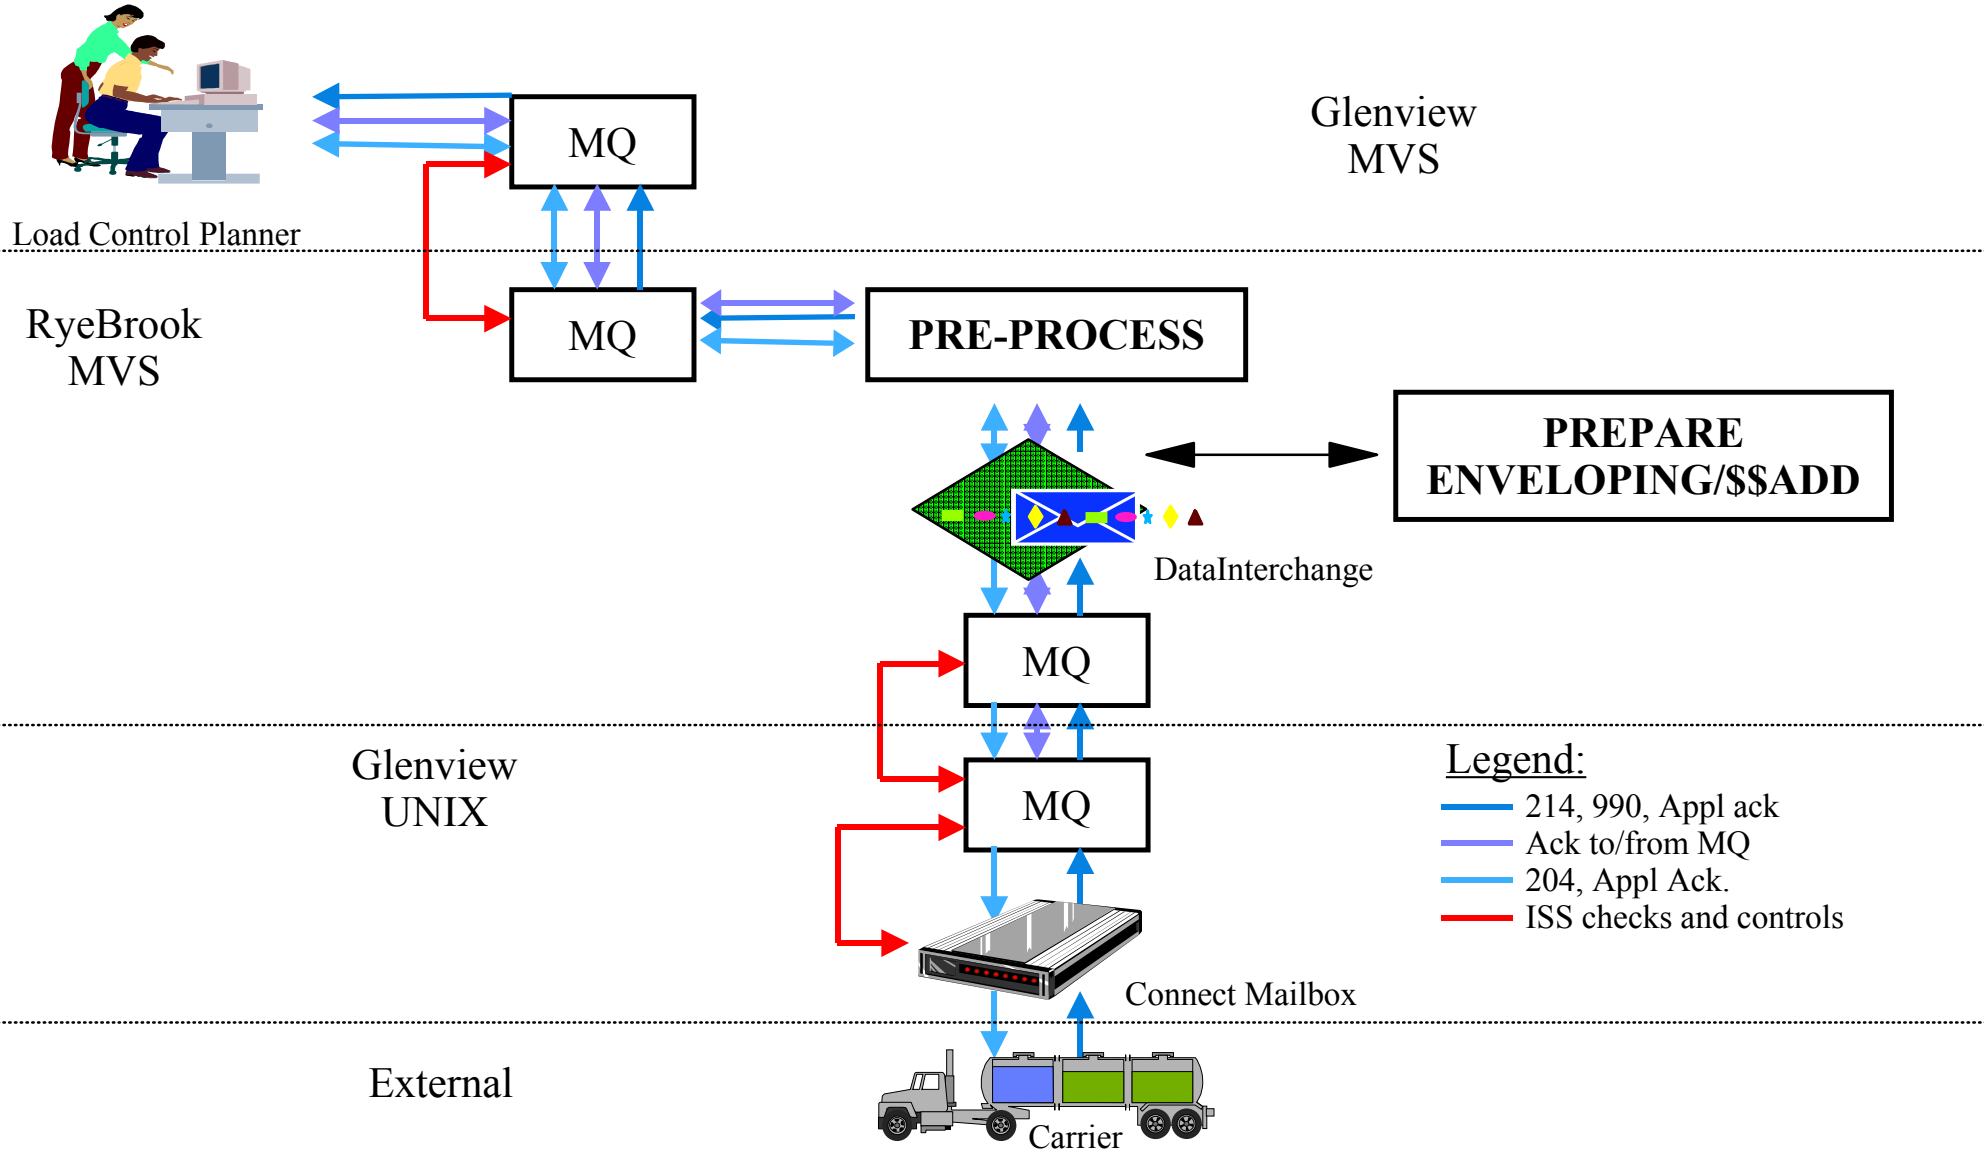 Glenview
MVS
MQ
Load Control Planner
RyeBrook
MVS
MQ
PRE-PROCESS
PREPARE
ENVELOPING/$$ADD
DataInterchange
MQ
Glenview
UNIX
MQ
Legend:
214, 990, Appl ack
Ack to/from MQ
204, Appl Ack.
ISS checks and controls
Connect Mailbox
External
Carrier